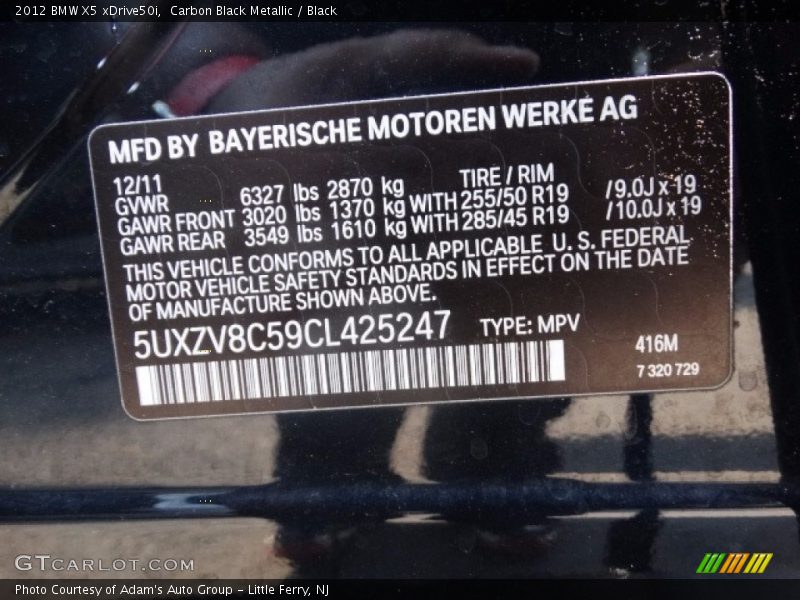 2012 BMW X5 xDrive50i, Carbon Black Metallic / Black
MFD BY BAYERISCHE MOTOREN WERKE AG
12/11 TIRE / RIM
GVWR 6327 lbs 2870 kg
GAWR FRONT 3020 lbs 1370 kg WITH 255/50 R19 /9.0J x 19
GAWR REAR 3549 lbs 1610 kg WITH 285/45 R19 /10.0J x 19
THIS VEHICLE CONFORMS TO ALL APPLICABLE U. S. FEDERAL
MOTOR VEHICLE SAFETY STANDARDS IN EFFECT ON THE DATE
OF MANUFACTURE SHOWN ABOVE.
5UXZV8C59CL425247 TYPE: MPV
416M
7 320 729
GTCARLOT.COM
Photo Courtesy of Adam's Auto Group - Little Ferry, NJ